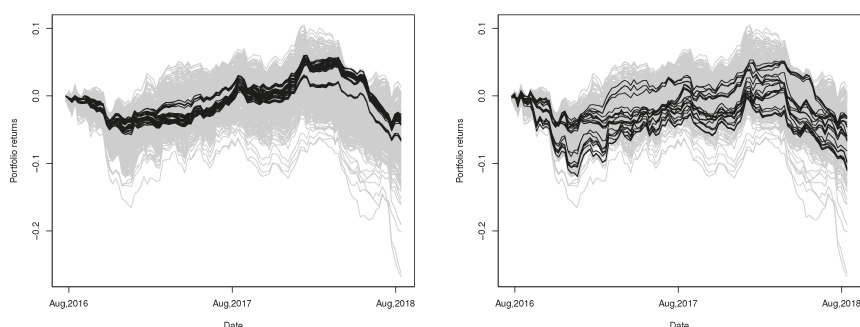 0.1
0.0
−0.1
−0.2
Portfolio returns
Aug,2016
Aug,2017
Aug,2018
Date
0.1
0.0
−0.1
−0.2
Portfolio returns
Aug,2016
Aug,2017
Aug,2018
Date